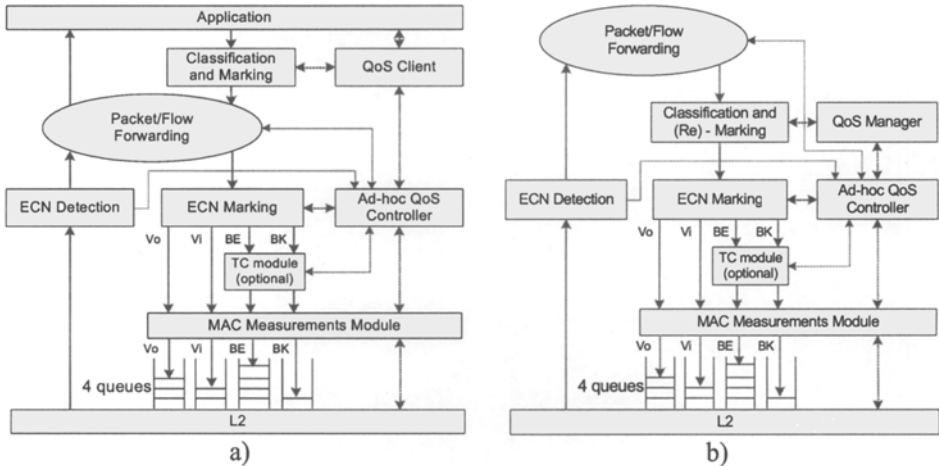 Application
Classification
and Marking
QoS Client
Packet/Flow
Forwarding
ECN Detection
ECN Marking
Ad-hoc QoS
Controller
Vo
Vi
BE
BK
TC module
(optional)
MAC Measurements Module
Vo
Vi
BE
BK
4 queues
L2
a)
Packet/Flow
Forwarding
Classification and
(Re) - Marking
QoS Manager
ECN Detection
ECN Marking
Ad-hoc QoS
Controller
Vo
Vi
BE
BK
TC module
(optional)
MAC Measurements Module
Vo
Vi
BE
BK
4 queues
L2
b)